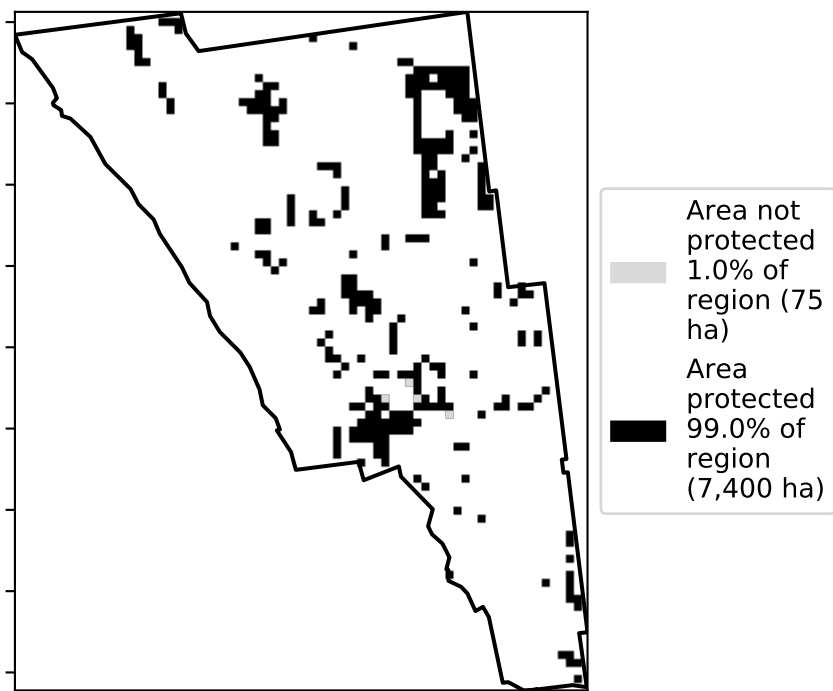 Area not
protected
1.0% of
region (75
ha)
Area
protected
99.0% of
region
(7,400 ha)